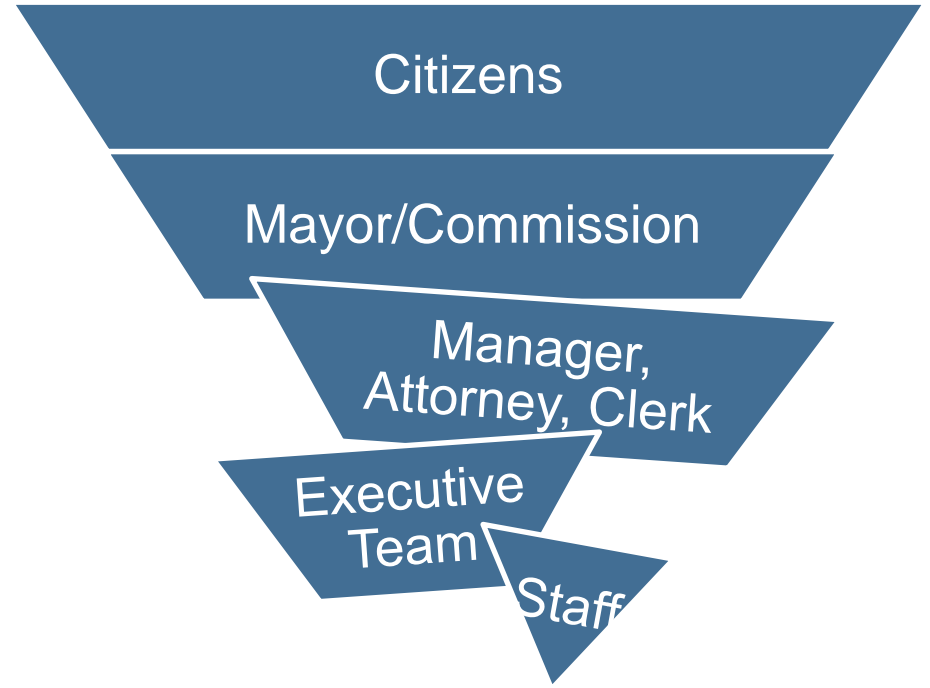 Citizens
Mayor/Commission
Manager,
Attorney, Clerk
Executive
Team
Staff